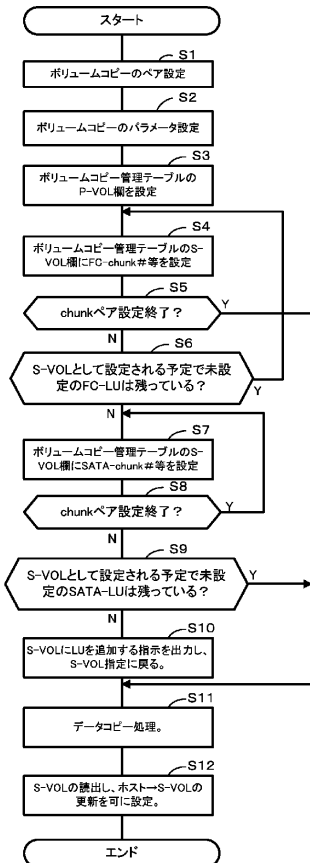 スタート
S1
ボリュームコピーのペア設定
S2
ボリュームコピーのパラメータ設定
S3
ボリュームコピー管理テーブルの
P-VOL欄を設定
S4
ボリュームコピー管理テーブルのS-
VOL欄にFC-chunk#等を設定
S5
chunkペア設定終了？
Y
N
S6
S-VOLとして設定される予定で未設
定のFC-LUは残っている？
Y
N
S7
ボリュームコピー管理テーブルのS-
VOL欄にSATA-chunk#等を設定
S8
chunkペア設定終了？
Y
N
S9
S-VOLとして設定される予定で未設
定のSATA-LUは残っている？
Y
N
S10
S-VOLにLUを追加する指示を出力し、
S-VOL指定に戻る。
S11
データコピー処理。
S12
S-VOLの読出し、ホスト→S-VOLの
更新を可に設定。
エンド